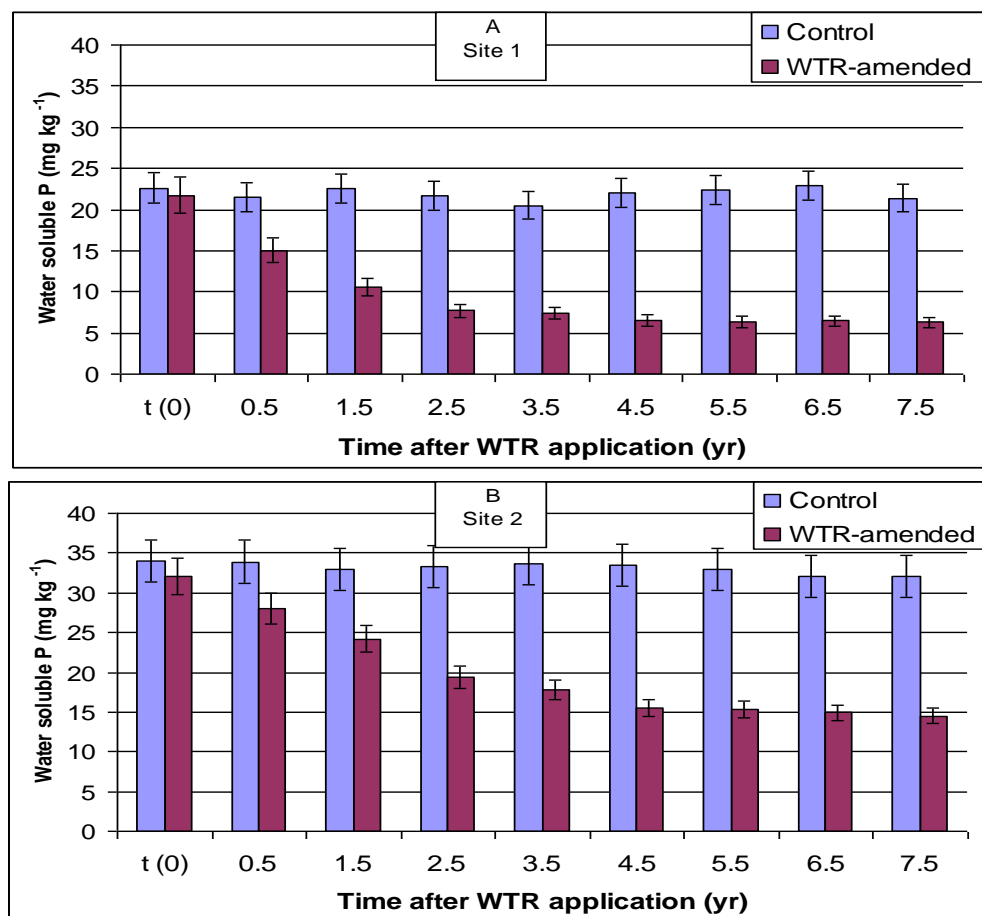 A
Site 1
Control
WTR-amended
Water soluble P (mg kg⁻¹)
40
35
30
25
20
15
10
5
0
t (0) 0.5 1.5 2.5 3.5 4.5 5.5 6.5 7.5
Time after WTR application (yr)
B
Site 2
Control
WTR-amended
Water soluble P (mg kg⁻¹)
40
35
30
25
20
15
10
5
0
t (0) 0.5 1.5 2.5 3.5 4.5 5.5 6.5 7.5
Time after WTR application (yr)